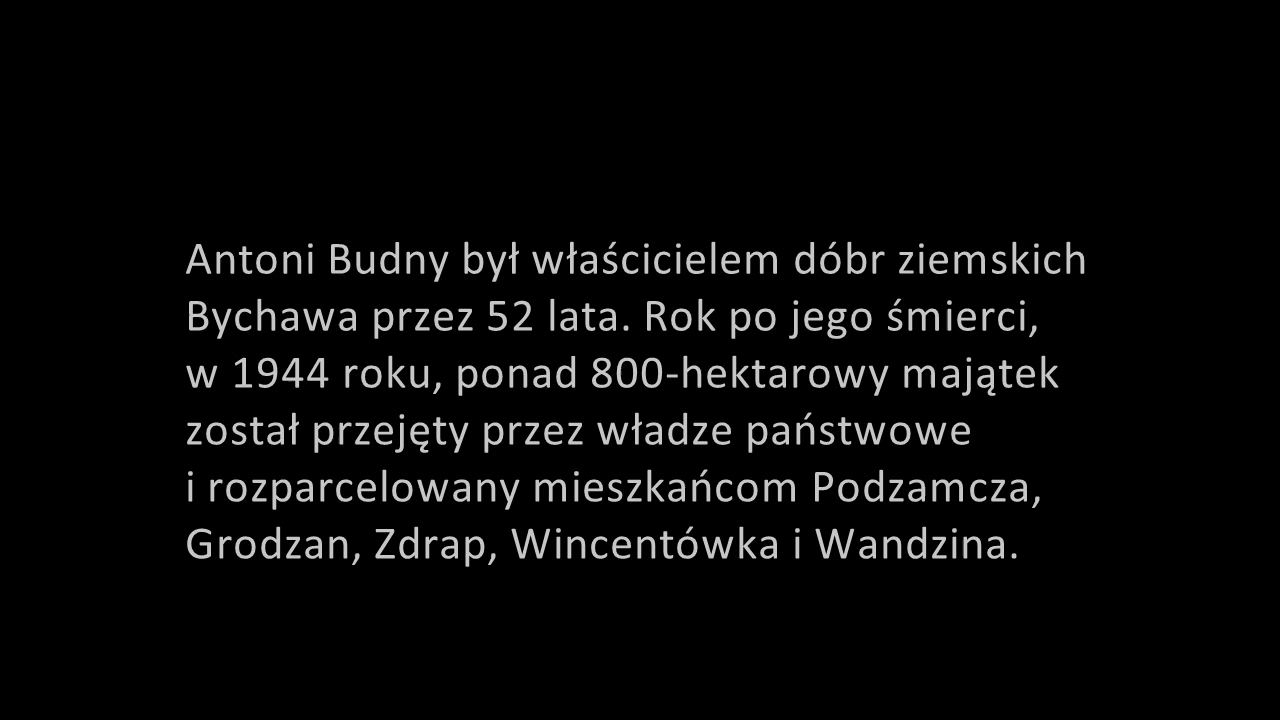 Antoni Budny był właścicielem dóbr ziemskich
Bychawa przez 52 lata. Rok po jego śmierci,
w 1944 roku, ponad 800-hektarowy majątek
został przejęty przez władze państwowe
i rozparcelowany mieszkańcom Podzamcza,
Grodzan, Zdrap, Wincentówka i Wandzina.